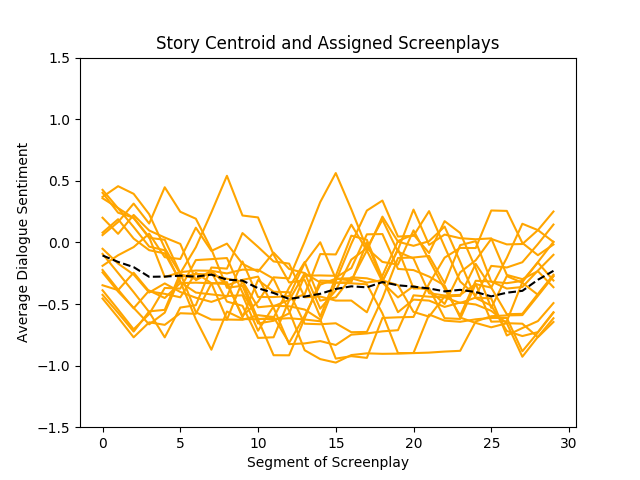 Story Centroid and Assigned Screenplays
1.5
1.0
0.5
0.0
−0.5
−1.0
−1.5
Average Dialogue Sentiment
0 5 10 15 20 25 30
Segment of Screenplay